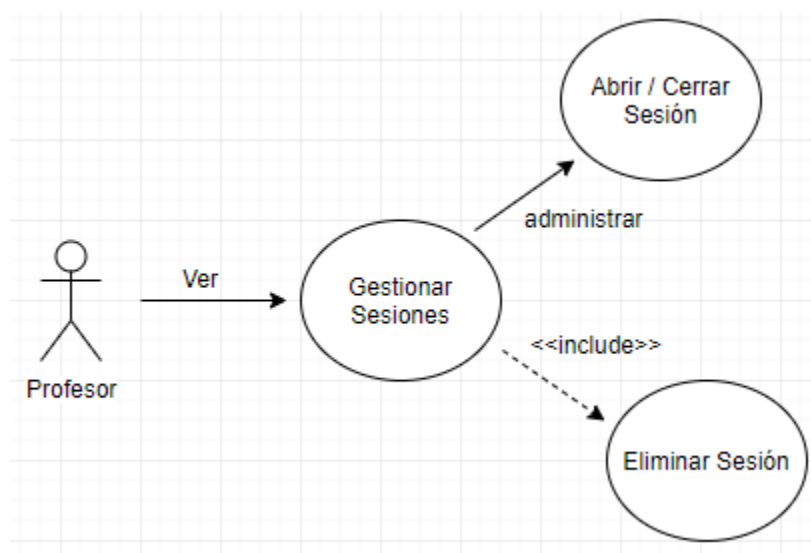 Abrir / Cerrar
Sesión
administrar
Ver
Gestionar
Sesiones
<<include>>
Profesor
Eliminar Sesión